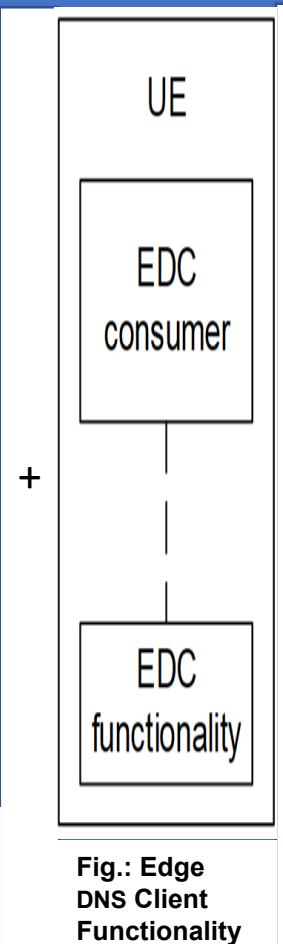 UE
EDC
consumer
+
EDC
functionality
Fig.: Edge
DNS Client
Functionality